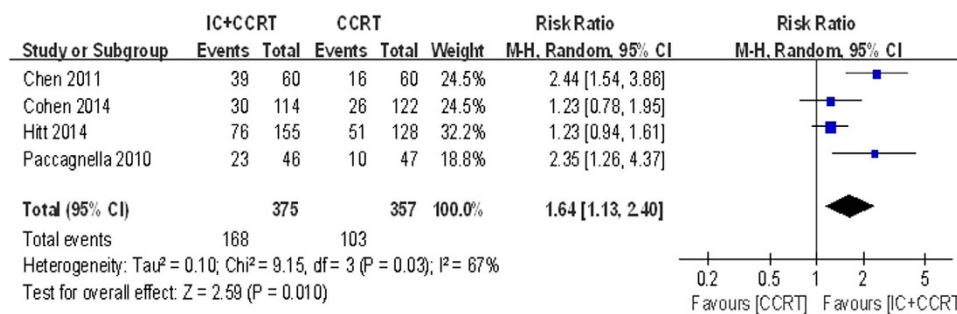 IC+CCRT CCRT Risk Ratio Risk Ratio
Study or Subgroup Events Total Events Total Weight M-H, Random, 95% CI M-H, Random, 95% CI
Chen 2011 39 60 16 60 24.5% 2.44 [1.54, 3.86]
Cohen 2014 30 114 26 122 24.5% 1.23 [0.78, 1.95]
Hitt 2014 76 155 51 128 32.2% 1.23 [0.94, 1.61]
Paccagnella 2010 23 46 10 47 18.8% 2.35 [1.26, 4.37]
Total (95% CI) 375 357 100.0% 1.64 [1.13, 2.40]
Total events 168 103
Heterogeneity: Tau² = 0.10; Chi² = 9.15, df = 3 (P = 0.03); I² = 67%
Test for overall effect: Z = 2.59 (P = 0.010)
0.2 0.5 1 2 5
Favours [CCRT] Favours [IC+CCRT]